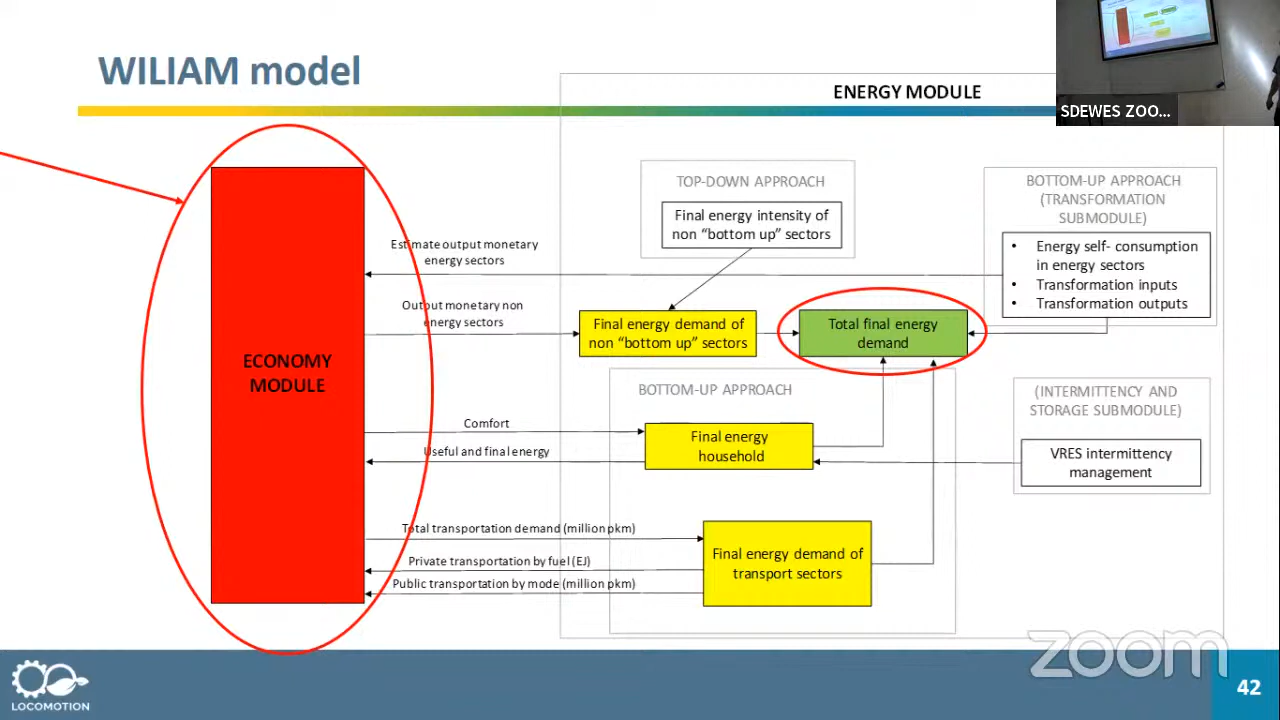 WILIAM model
ENERGY MODULE
SDEWES ZOO...
TOP-DOWN APPROACH
Final energy intensity of
non “bottom up” sectors
BOTTOM-UP APPROACH
(TRANSFORMATION
SUBMODULE)
• Energy self- consumption
in energy sectors
• Transformation inputs
• Transformation outputs
Estimate output monetary
energy sectors
Output monetary non
energy sectors
Final energy demand of
non “bottom up” sectors
Total final energy
demand
ECONOMY
MODULE
BOTTOM-UP APPROACH
(INTERMITTENCY AND
STORAGE SUBMODULE)
Comfort
Useful and final energy
Final energy
household
VRES intermittency
management
Total transportation demand (million pkm)
Private transportation by fuel (EJ)
Public transportation by mode (million pkm)
Final energy demand of
transport sectors
zoom
LOCOMOTION
42